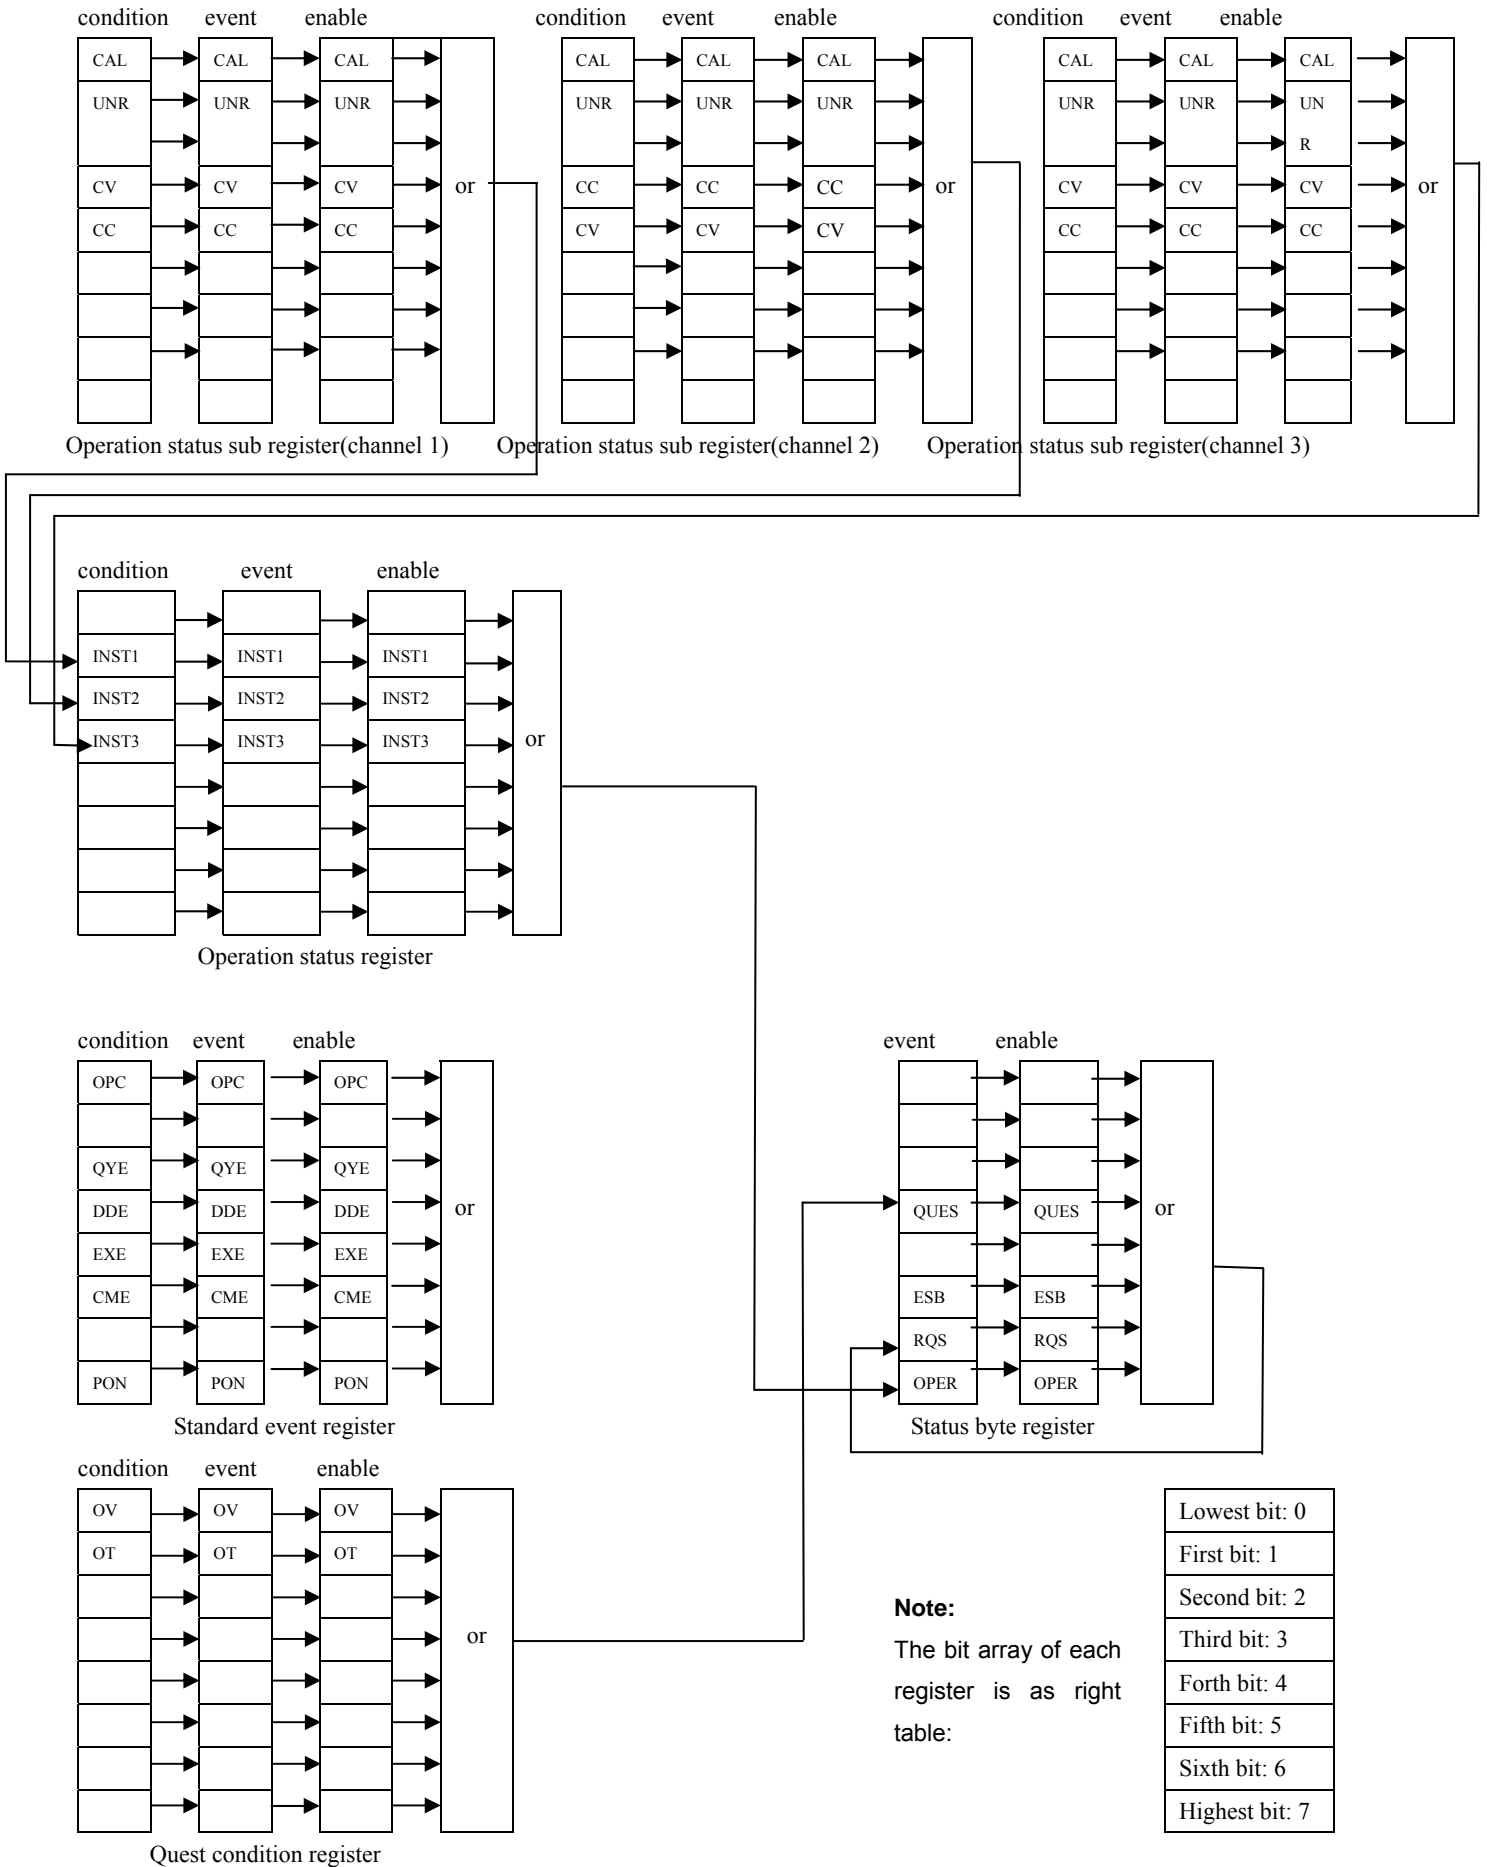 condition event enable condition event enable condition event enable
CAL CAL CAL CAL CAL CAL CAL CAL CAL
UNR UNR UNR UNR UNR UNR UNR UNR UN
R
CV CV CV or CC CC CC or CV CV CV or
CC CC CC CV CV CV CC CC CC
Operation status sub register(channel 1) Operation status sub register(channel 2) Operation status sub register(channel 3)
condition event enable
INST1 INST1 INST1
INST2 INST2 INST2
INST3 INST3 INST3 or
Operation status register
condition event enable
OPC OPC OPC
QYE QYE QYE
DDE DDE DDE or
EXE EXE EXE
CME CME CME
PON PON PON
Standard event register
event enable
QUES QUES or
ESB ESB
RQS RQS
OPER OPER
Status byte register
condition event enable
OV OV OV
OT OT OT
or
Quest condition register
Note:
The bit array of each
register is as right
table:
Lowest bit: 0
First bit: 1
Second bit: 2
Third bit: 3
Forth bit: 4
Fifth bit: 5
Sixth bit: 6
Highest bit: 7